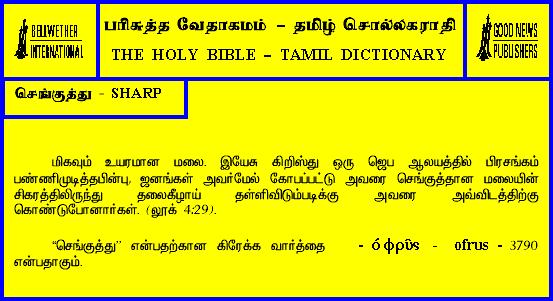 BELLWETHER
INTERNATIONAL
பரிசுத்த வேதாகமம் – தமிழ் சொல்லகராதி
THE HOLY BIBLE – TAMIL DICTIONARY
GOOD NEWS
PUBLISHERS
செங்குத்து - SHARP
மிகவும் உயரமான மலை. இயேசு கிறிஸ்து ஒரு ஜெப ஆலயத்தில் பிரசங்கம்
பண்ணிமுடித்தபின்பு, ஜனங்கள் அவர்மேல் கோபப்பட்டு அவரை செங்குத்தான மலையின்
சிகரத்திலிருந்து தலைகீழாய் தள்ளிவிடும்படிக்கு அவரை அவ்விடத்திற்கு
கொண்டுபோனார்கள். (லூக் 4:29).
“செங்குத்து” என்பதற்கான கிரேக்க வார்த்தை - ὀφρῦs - ofrus - 3790
என்பதாகும்.